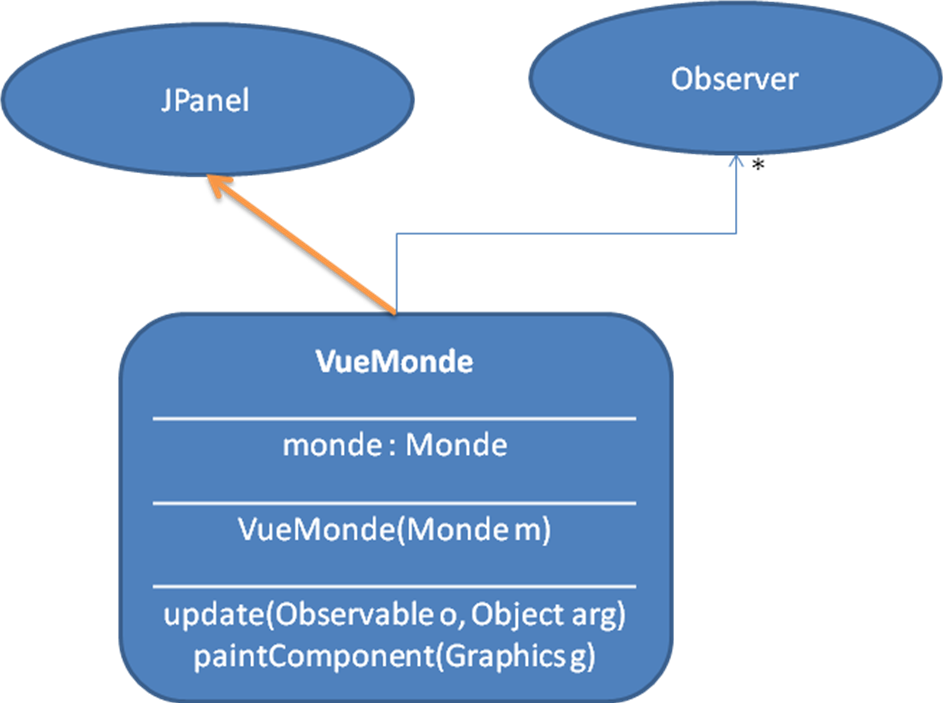 JPanel
Observer
*
VueMonde
monde : Monde
VueMonde(Monde m)
update(Observable o, Object arg)
paintComponent(Graphics g)